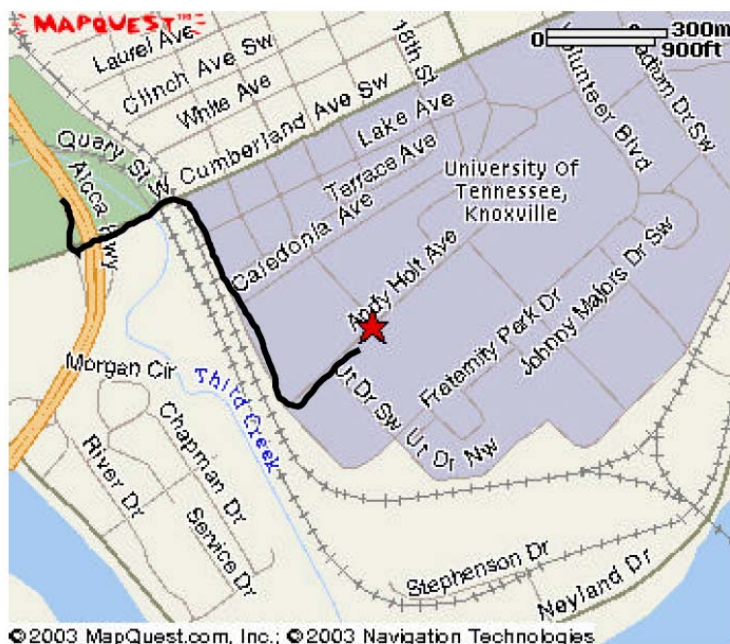 MAPQUEST™
0 300m
900ft
Laurel Ave
Clinch Ave Sw
White Ave
Cumberland Ave Sw
18th St
Lake Ave
Terrace Ave
Caledonia Ave
Volunteer Blvd
Stadium Dr Sw
Quary St W
Alcoa Hwy
University Of
Tennessee,
Knoxville
Andy Holt Ave
Fraternity Park Dr
Johnny Majors Dr Sw
Ut Dr Sw
Ut Dr Nw
Morgan Cir
Third Creek
Chapman Dr
River Dr
Service Dr
Stephenson Dr
Neyland Dr
©2003 MapQuest.com, Inc.; ©2003 Navigation Technologies